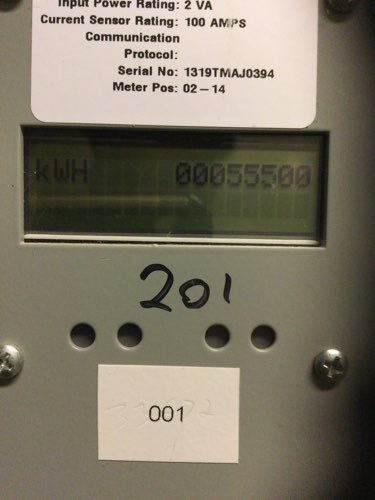 Input Power Rating: 2 VA
Current Sensor Rating: 100 AMPS
Communication
Protocol:
Serial No: 1319TMAJ0394
Meter Pos: 02-14
kWH 00055500
201
001